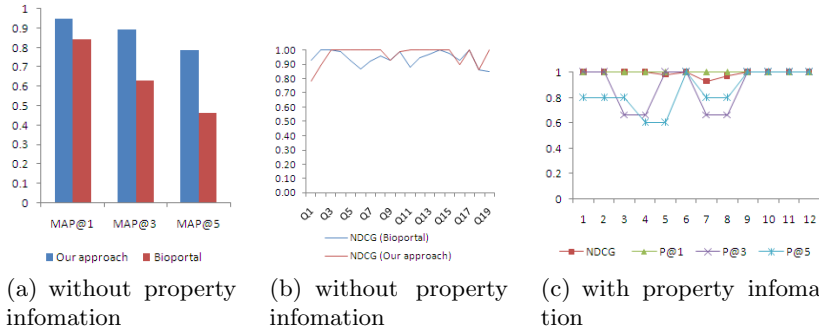 1
0.9
0.8
0.7
0.6
0.5
0.4
0.3
0.2
0.1
0
MAP@1 MAP@3 MAP@5
Our approach Bioportal
(a) without property
infomation
1.00
0.90
0.80
0.70
0.60
0.50
0.40
0.30
0.20
0.10
0.00
Q1 Q3 Q5 Q7 Q9 Q11 Q13 Q15 Q17 Q19
NDCG (Bioportal)
NDCG (Our approach)
(b) without property
infomation
1
0.8
0.6
0.4
0.2
0
1 2 3 4 5 6 7 8 9 10 11 12
NDCG P@1 P@3 P@5
(c) with property infoma
tion